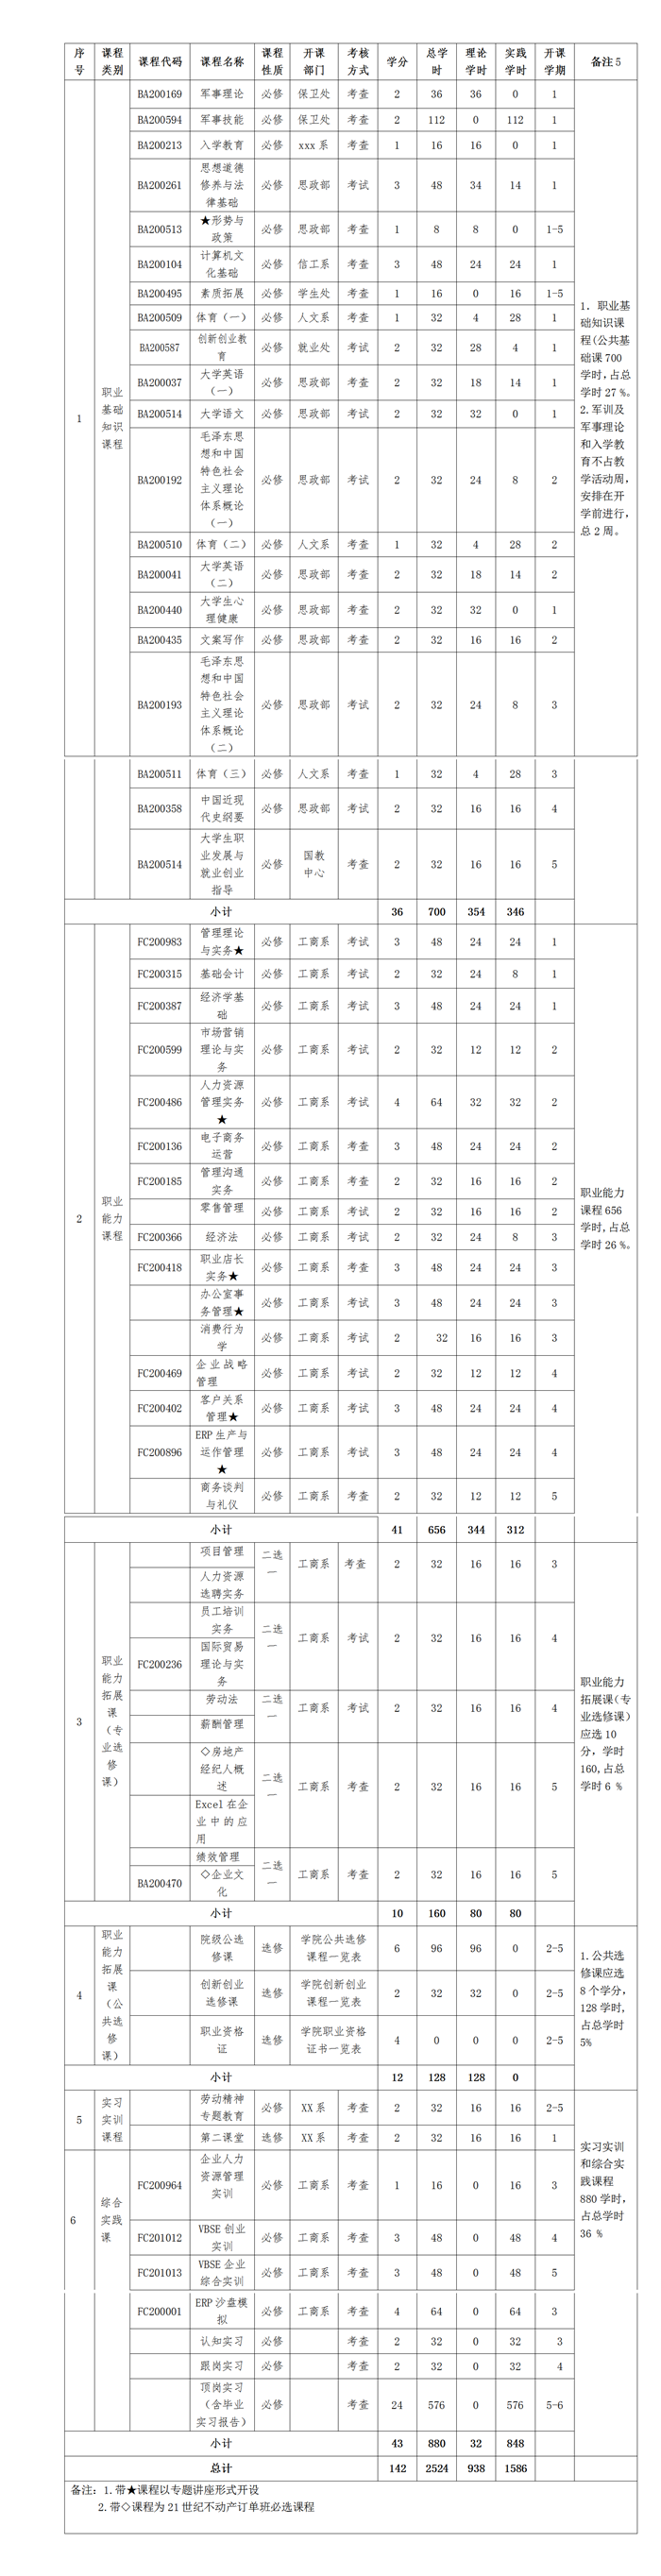 序号 课程类别 课程代码 课程名称 课程性质 开课部门 考核方式 学分 总学时 理论学时 实践学时 开课学期 备注5
1 职业基础知识课程
BA200169 军事理论 必修 保卫处 考查 2 36 36 0 1
BA200594 军事技能 必修 保卫处 考查 2 112 0 112 1
BA200213 入学教育 必修 xxx系 考查 1 16 16 0 1
BA200261 思想道德修养与法律基础 必修 思政部 考试 3 48 34 14 1
BA200513 ★形势与政策 必修 思政部 考查 1 8 8 0 1-5
BA200104 计算机文化基础 必修 信工系 考查 3 48 24 24 1
BA200495 素质拓展 必修 学生处 考查 1 16 0 16 1-5
BA200509 体育（一） 必修 人文系 考查 1 32 4 28 1
BA200587 创新创业教育 必修 就业处 考试 2 32 28 4 1
BA200037 大学英语（一） 必修 思政部 考查 2 32 18 14 1
BA200514 大学语文 必修 思政部 考试 2 32 32 0 1
BA200192 毛泽东思想和中国特色社会主义理论体系概论（一） 必修 思政部 考试 2 32 24 8 2
BA200510 体育（二） 必修 人文系 考查 1 32 4 28 2
BA200041 大学英语（二） 必修 思政部 考查 2 32 18 14 2
BA200440 大学生心理健康 必修 思政部 考查 2 32 32 0 1
BA200435 文案写作 必修 思政部 考查 2 32 16 16 2
BA200193 毛泽东思想和中国特色社会主义理论体系概论（二） 必修 思政部 考试 2 32 24 8 3
1. 职业基础知识课程(公共基础课700学时,占总学时27%。
2.军训及军事理论和入学教育不占教学活动周,安排在开学前进行,总2周。
BA200511 体育（三） 必修 人文系 考查 1 32 4 28 3
BA200358 中国近现代史纲要 必修 思政部 考试 2 32 16 16 4
BA200514 大学生职业发展与就业创业指导 必修 国教中心 考查 2 32 16 16 5
小计 36 700 354 346
2 职业能力课程
FC200983 管理理论与实务★ 必修 工商系 考试 3 48 24 24 1
FC200315 基础会计 必修 工商系 考试 2 32 24 8 1
FC200387 经济学基础 必修 工商系 考试 3 48 24 24 1
FC200599 市场营销理论与实务 必修 工商系 考试 2 32 12 12 2
FC200486 人力资源管理实务★ 必修 工商系 考试 4 64 32 32 2
FC200136 电子商务运营 必修 工商系 考查 3 48 24 24 2
FC200185 管理沟通实务 必修 工商系 考查 2 32 16 16 2
零售管理 必修 工商系 考试 2 32 16 16 2
FC200366 经济法 必修 工商系 考试 2 32 24 8 3
FC200418 职业店长实务★ 必修 工商系 考查 3 48 24 24 3
办公室事务管理★ 必修 工商系 考试 3 48 24 24 3
消费行为学 必修 工商系 考试 2 32 16 16 3
FC200469 企业战略管理 必修 工商系 考试 2 32 12 12 4
FC200402 客户关系管理★ 必修 工商系 考试 3 48 24 24 4
FC200896 ERP生产与运作管理★ 必修 工商系 考试 3 48 24 24 4
商务谈判与礼仪 必修 工商系 考查 2 32 12 12 5
职业能力课程656学时,占总学时26%。
小计 41 656 344 312
3 职业能力拓展课（专业选修课）
项目管理 二选一 工商系 考查 2 32 16 16 3
人力资源选聘实务
员工培训实务 二选一 工商系 考试 2 32 16 16 4
FC200236 国际贸易理论与实务
劳动法 二选一 工商系 考试 2 32 16 16 4
薪酬管理
◇房地产经纪人概述 二选一 工商系 考查 2 32 16 16 5
Excel在企业中的应用
绩效管理 二选一 工商系 考查 2 32 16 16 5
BA200470 ◇企业文化
职业能力拓展课(专业选修课)应选10分，学时160,占总学时6 %
小计 10 160 80 80
4 职业能力拓展课（公共选修课）
院级公选修课 选修 学院公共选修课程一览表 6 96 96 0 2-5
创新创业选修课 选修 学院创新创业课程一览表 2 32 32 0 2-5
职业资格证 选修 学院职业资格证书一览表 4 0 0 0 2-5
1.公共选修课应选8个学分,128学时,占总学时5%
小计 12 128 128 0
5 实习实训课程
劳动精神专题教育 必修 XX系 考查 2 32 16 16 2-5
第二课堂 选修 XX系 考查 2 32 16 16 1
6 综合实践课
FC200964 企业人力资源管理实训 必修 工商系 考查 1 16 0 16 3
FC201012 VBSE创业实训 必修 工商系 考查 3 48 0 48 4
FC201013 VBSE企业综合实训 必修 工商系 考查 3 48 0 48 5
实习实训和综合实践课程880学时,占总学时36 %
FC200001 ERP沙盘模拟 必修 工商系 考查 4 64 0 64 3
认知实习 必修 考查 2 32 0 32 3
跟岗实习 必修 考查 2 32 0 32 4
顶岗实习（含毕业实习报告） 必修 考查 24 576 0 576 5-6
小计 43 880 32 848
总计 142 2524 938 1586
备注：1.带★课程以专题讲座形式开设
2.带◇课程为21世纪不动产订单班必选课程